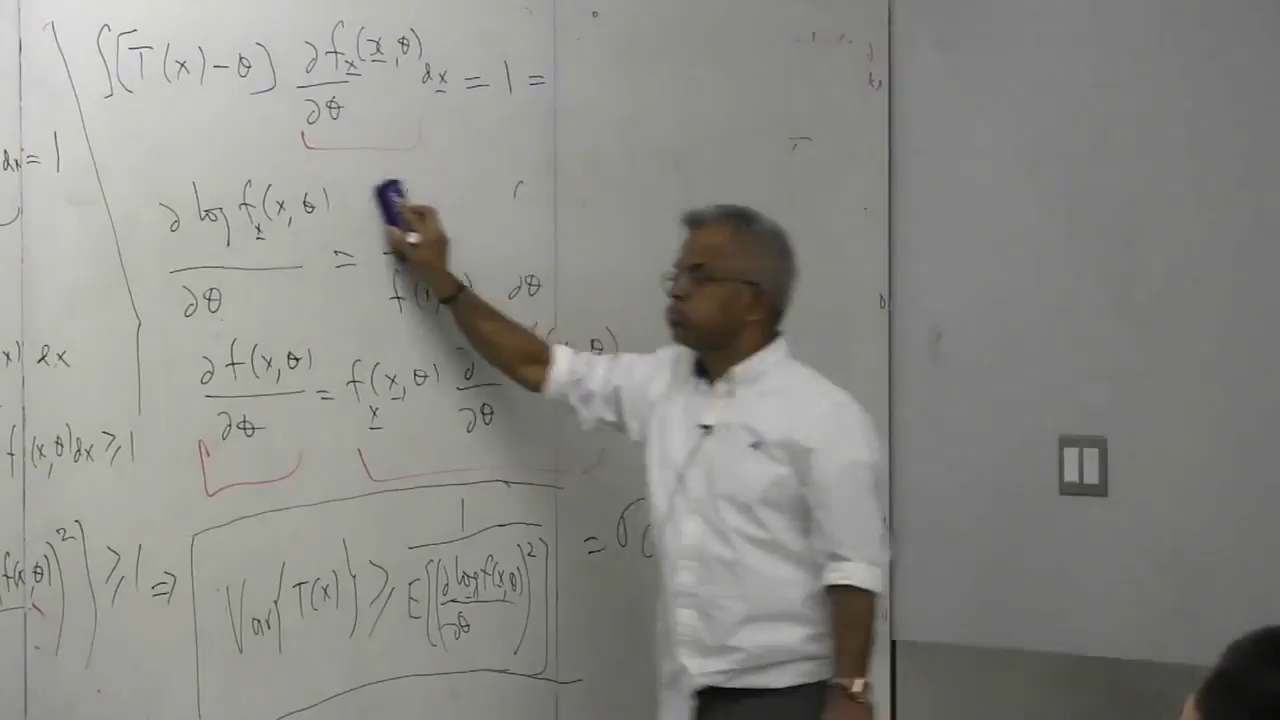 ∫[T(x)-θ] ∂f_x(x,θ)/∂θ dx = 1 =
dx = 1
∂ log f_x(x,θ)/∂θ = f(x ∂θ
x) dx
∂f(x,θ)/∂θ = f_x(x,θ) ∂/∂θ (x,θ)
f(x,θ)dx ⩾ 1
f(x,θ))²} ⩾ 1 ⇒ Var{T(x)} ⩾ 1/E{(∂log f(x,θ)/∂θ)²} = σ(